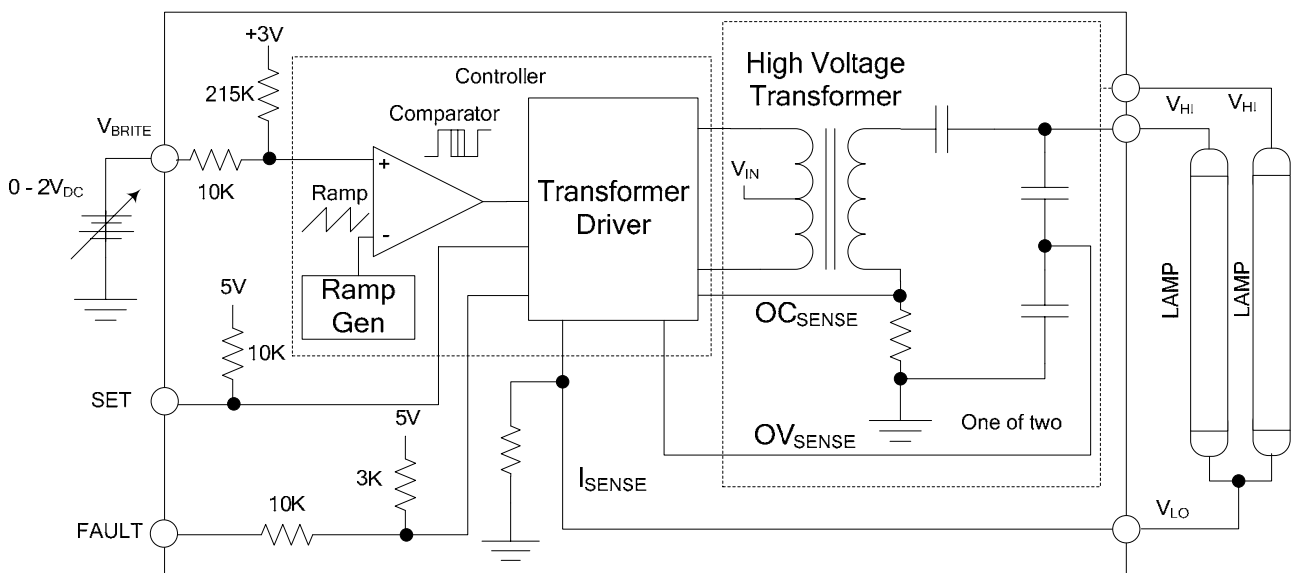 +3V
215K
V_BRITE
10K
0 - 2V_DC
Controller
Comparator
+
-
Ramp
Ramp
Gen
Transformer
Driver
High Voltage
Transformer
V_IN
V_HI
V_HI
LAMP
LAMP
5V
10K
SET
5V
3K
10K
FAULT
OC_SENSE
OV_SENSE
I_SENSE
One of two
V_LO